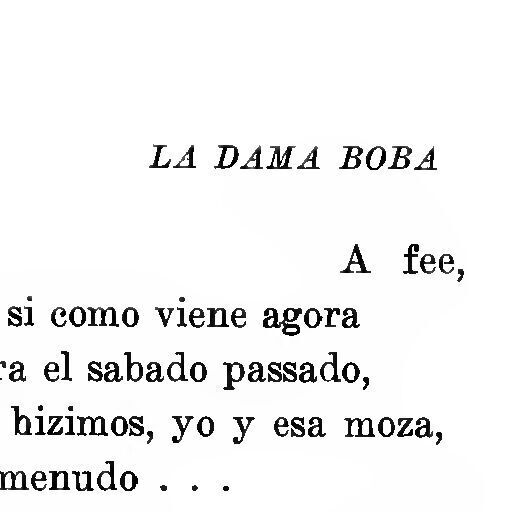 LA DAMA BOBA
A fee,
si como viene agora
ra el sabado passado,
hizimos, yo y esa moza,
menudo . . .